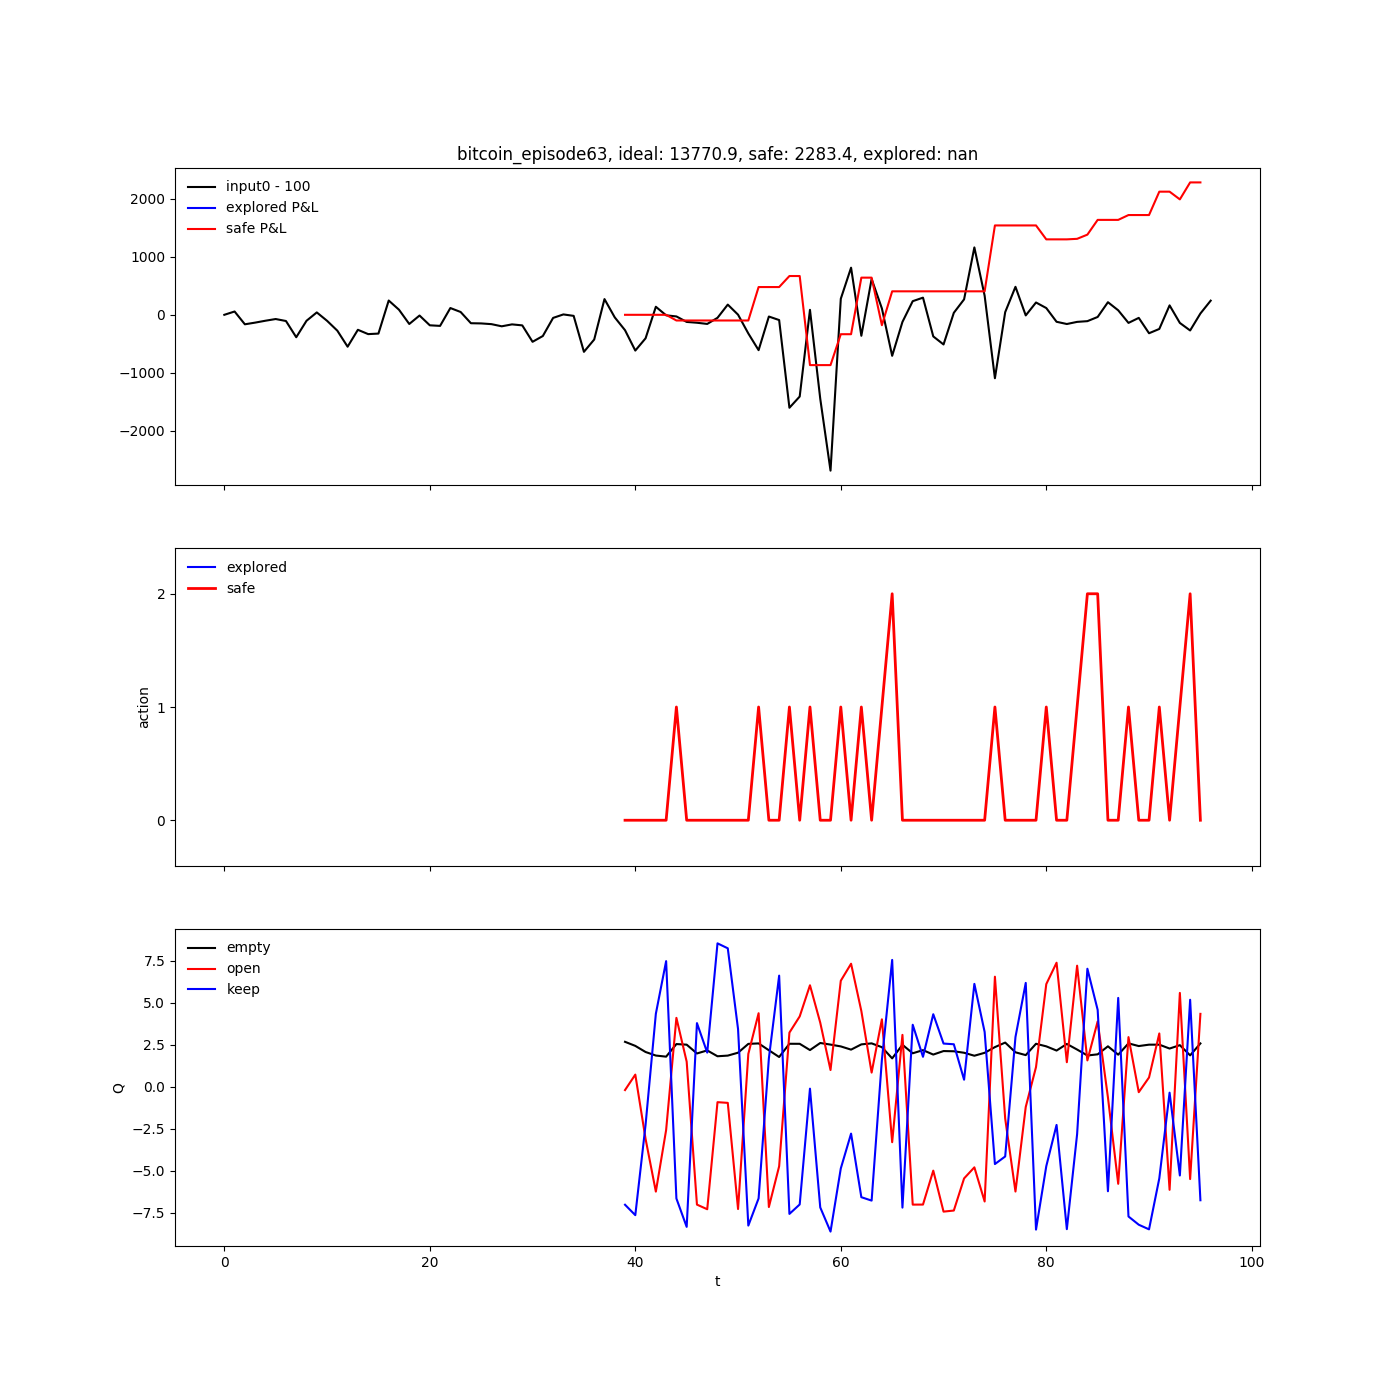 bitcoin_episode63, ideal: 13770.9, safe: 2283.4, explored: nan
input0 - 100
explored P&L
safe P&L
2000
1000
0
−1000
−2000
explored
safe
2
1
0
action
empty
open
keep
7.5
5.0
2.5
0.0
−2.5
−5.0
−7.5
Q
0 20 40 60 80 100
t